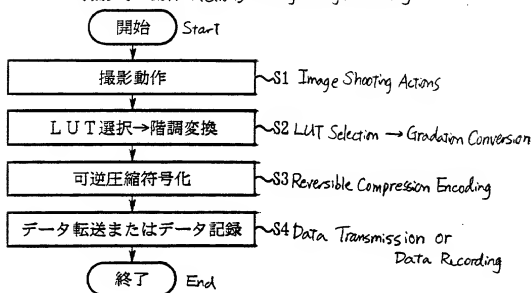 開始 Start
撮影動作 S1 Image Shooting Actions
LUT選択→階調変換 S2 LUT Selection → Gradation Conversion
可逆圧縮符号化 S3 Reversible Compression Encoding
データ転送またはデータ記録 S4 Data Transmission or
Data Recording
終了 End